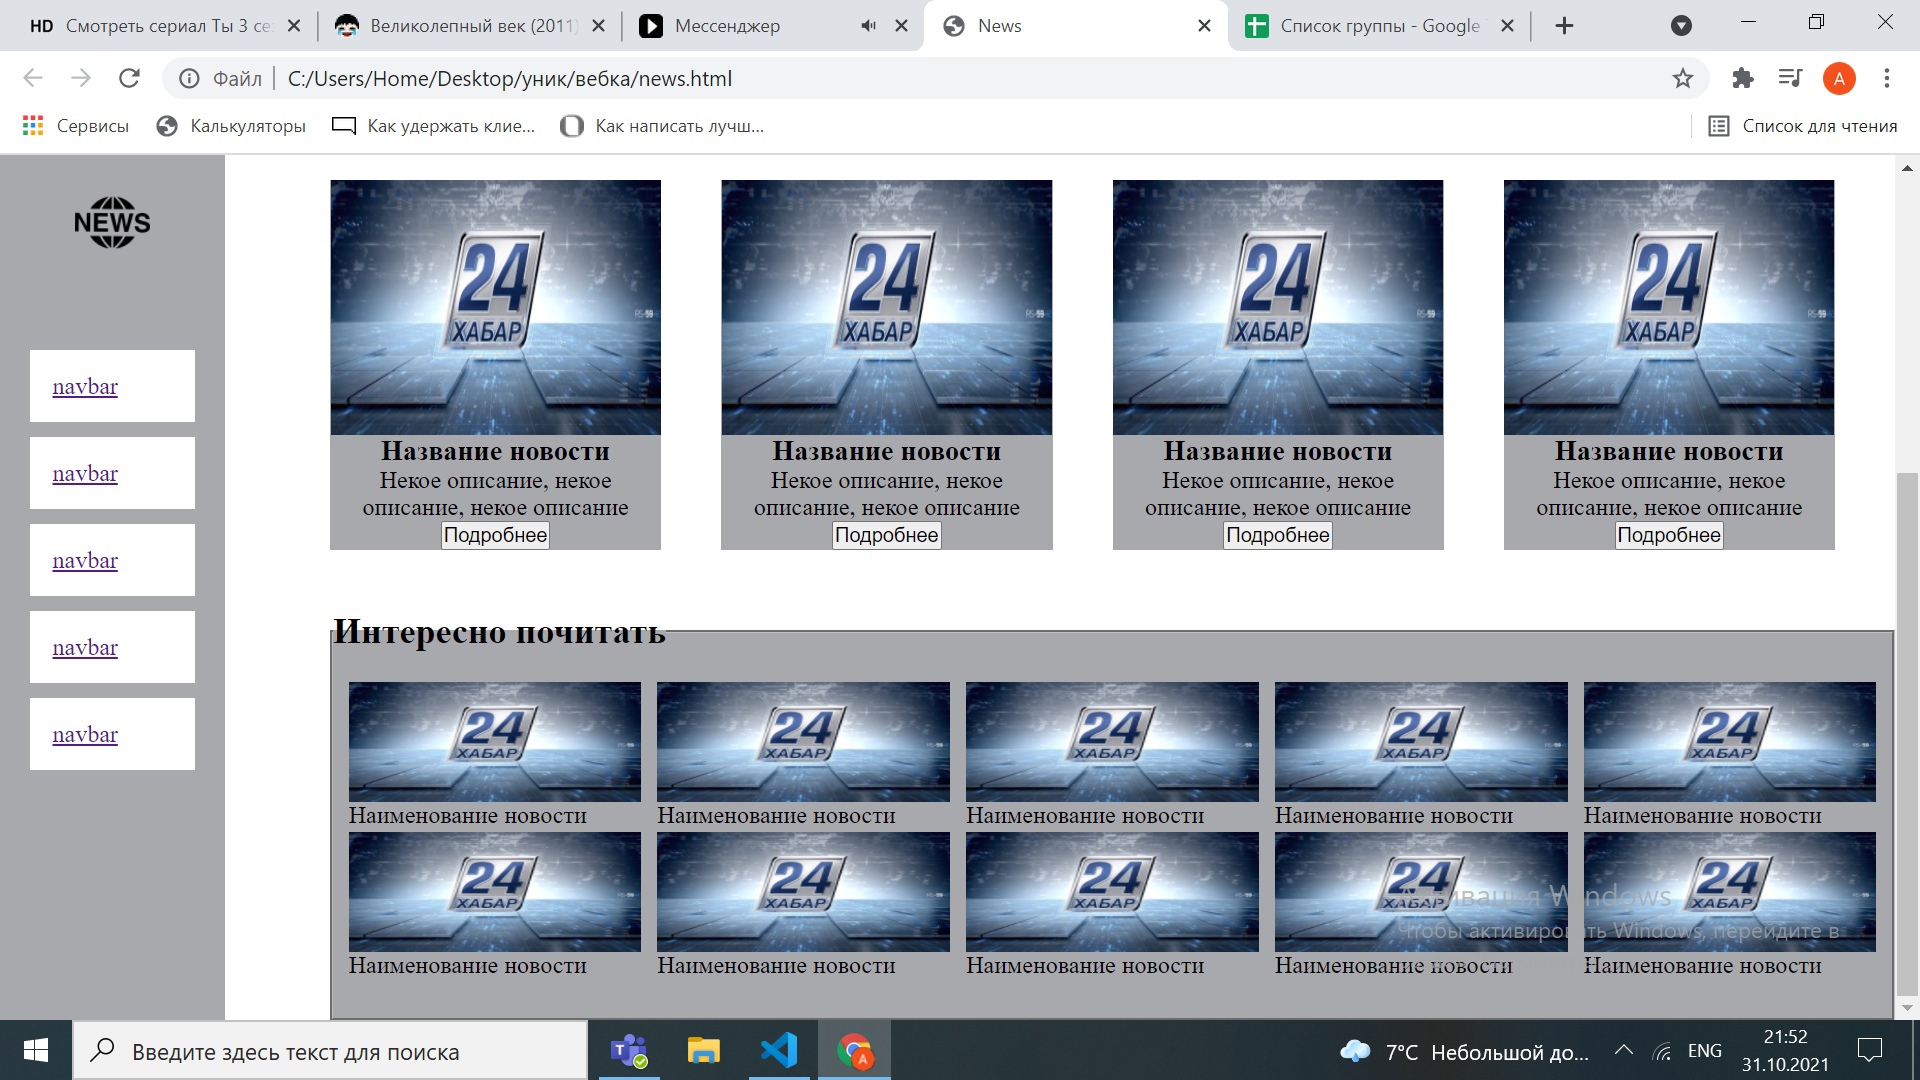 HD Смотреть сериал Ты 3 се
Великолепный век (2011)
Мессенджер
News
Список группы - Google
Файл
C:/Users/Home/Desktop/уник/вебка/news.html
A
Сервисы
Калькуляторы
Как удержать клие...
Как написать лучш...
Список для чтения
NEWS
navbar
navbar
navbar
navbar
navbar
24 ХАБАР
24 ХАБАР
24 ХАБАР
24 ХАБАР
Название новости
Некое описание, некое
описание, некое описание
Подробнее
Название новости
Некое описание, некое
описание, некое описание
Подробнее
Название новости
Некое описание, некое
описание, некое описание
Подробнее
Название новости
Некое описание, некое
описание, некое описание
Подробнее
Интересно почитать
24 ХАБАР
24 ХАБАР
24 ХАБАР
24 ХАБАР
24 ХАБАР
Наименование новости
Наименование новости
Наименование новости
Наименование новости
Наименование новости
24 ХАБАР
24 ХАБАР
24 ХАБАР
24 ХАБАР
24 ХАБАР
Наименование новости
Наименование новости
Наименование новости
Наименование новости
Наименование новости
Активация Windows
Чтобы активировать Windows, перейдите в
Введите здесь текст для поиска
7°C Небольшой до...
ENG
21:52
31.10.2021